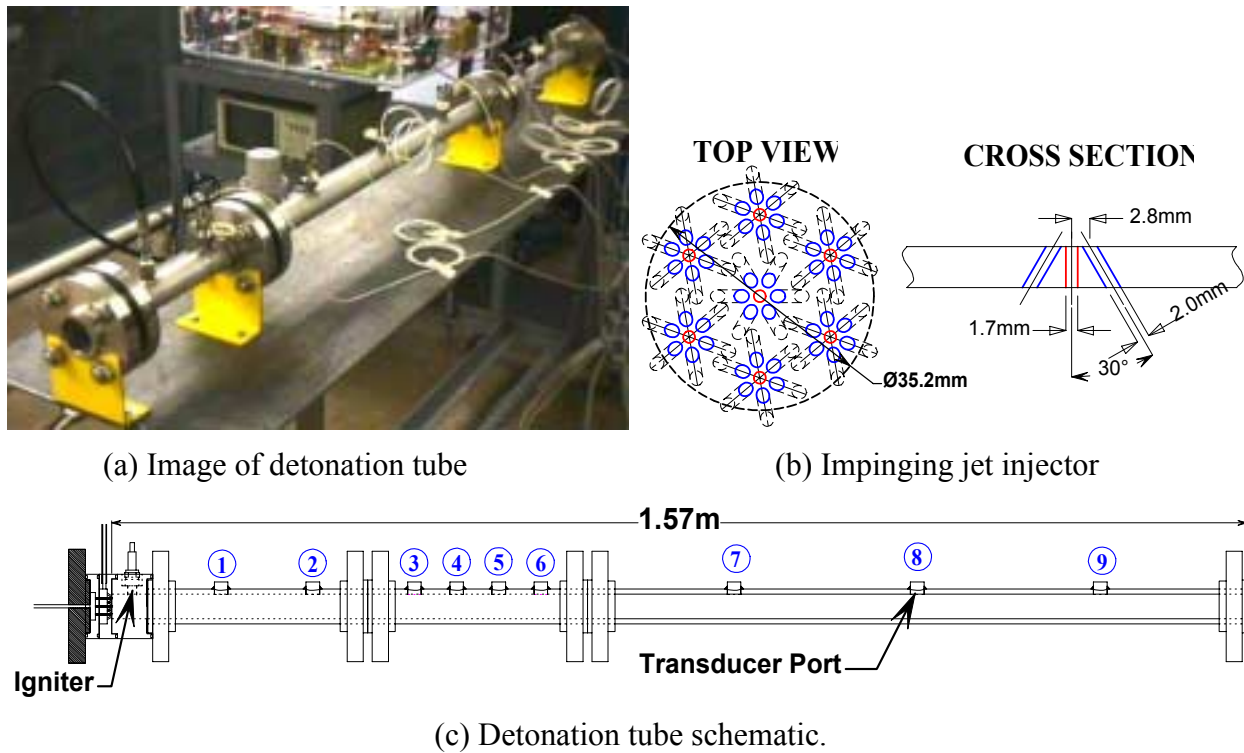 TOP VIEW
CROSS SECTION
2.8mm
1.7mm
2.0mm
30°
Ø35.2mm
(a) Image of detonation tube
(b) Impinging jet injector
1.57m
1 2 3 4 5 6 7 8 9
Igniter
Transducer Port
(c) Detonation tube schematic.